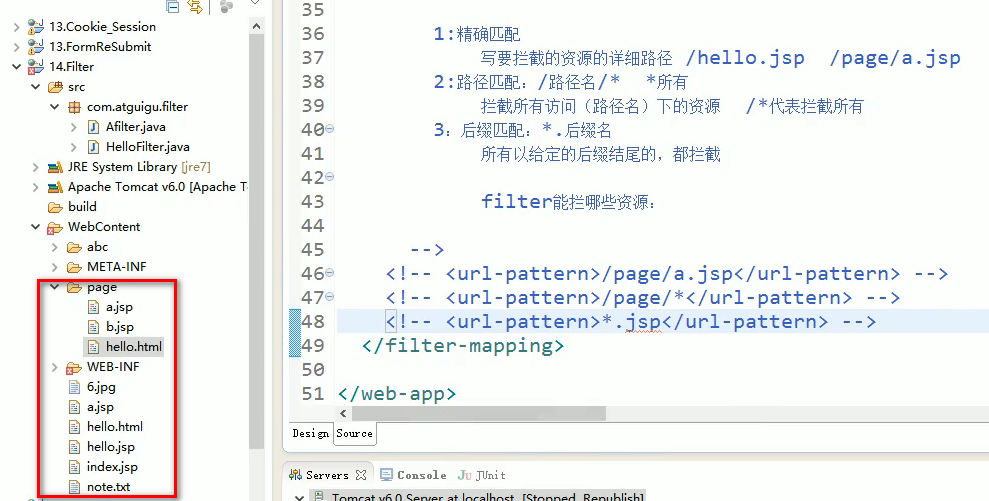 13.Cookie_Session
13.FormReSubmit
14.Filter
src
com.atguigu.filter
Afilter.java
HelloFilter.java
JRE System Library [jre7]
Apache Tomcat v6.0 [Apache T
build
WebContent
abc
META-INF
page
a.jsp
b.jsp
hello.html
WEB-INF
6.jpg
a.jsp
hello.html
hello.jsp
index.jsp
note.txt
35
36 1:精确匹配
37 写要拦截的资源的详细路径 /hello.jsp /page/a.jsp
38 2:路径匹配: /路径名/* *所有
39 拦截所有访问（路径名）下的资源 /*代表拦截所有
40 3：后缀匹配：*.后缀名
41 所有以给定的后缀结尾的，都拦截
42
43 filter能拦哪些资源：
44
45 -->
46 <!-- <url-pattern>/page/a.jsp</url-pattern> -->
47 <!-- <url-pattern>/page/*</url-pattern> -->
48 <!-- <url-pattern>*.jsp</url-pattern> -->
49 </filter-mapping>
50
51 </web-app>
Design Source
Servers Console JUnit
Tomcat v6.0 Server at localhost [Stopped, Republish]